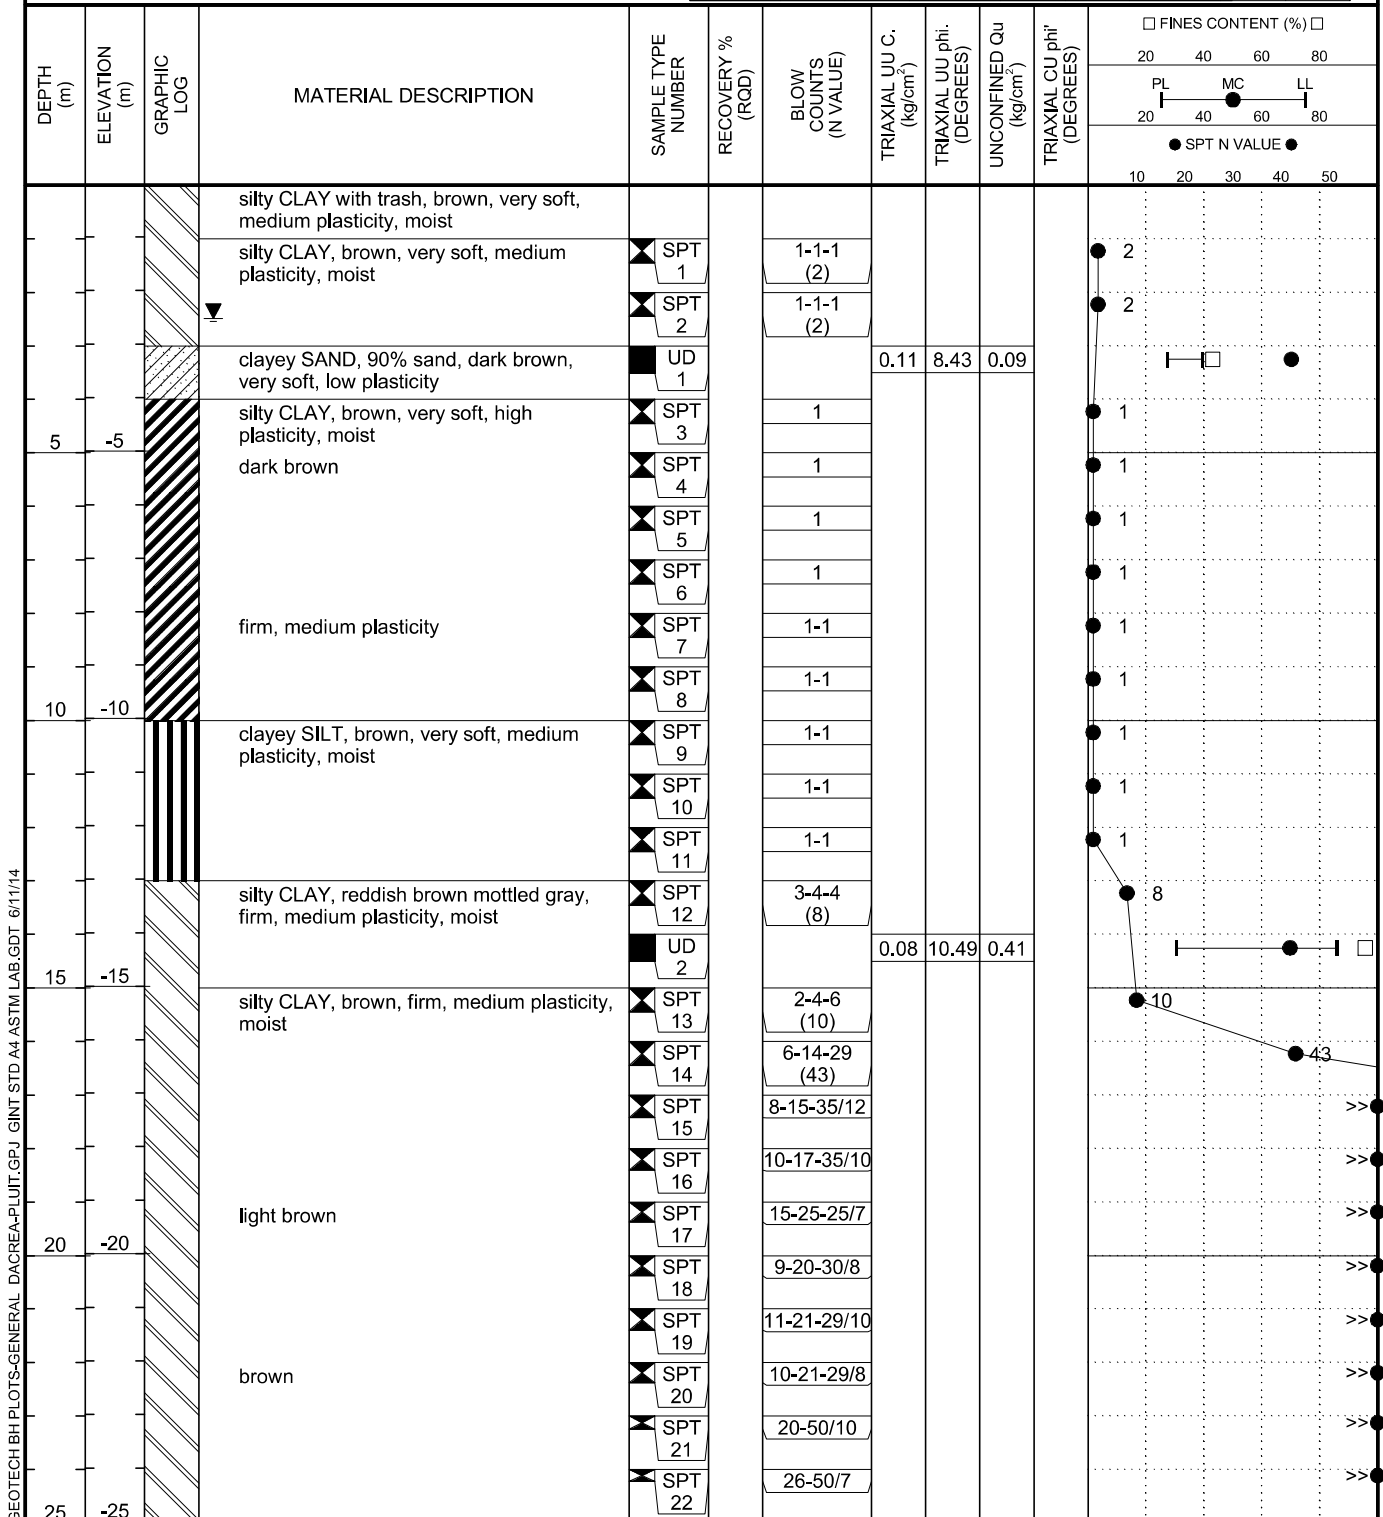 □ FINES CONTENT (%) □
20 40 60 80
PL MC LL
20 40 60 80
● SPT N VALUE ●
10 20 30 40 50
DEPTH
(m)
ELEVATION
(m)
GRAPHIC
LOG
MATERIAL DESCRIPTION
SAMPLE TYPE
NUMBER
RECOVERY %
(RQD)
BLOW
COUNTS
(N VALUE)
TRIAXIAL UU C.
(kg/cm²)
TRIAXIAL UU phi.
(DEGREES)
UNCONFINED Qu
(kg/cm²)
TRIAXIAL CU phi'
(DEGREES)
silty CLAY with trash, brown, very soft,
medium plasticity, moist
silty CLAY, brown, very soft, medium
plasticity, moist
SPT
1
1-1-1
(2)
2
SPT
2
1-1-1
(2)
2
clayey SAND, 90% sand, dark brown,
very soft, low plasticity
UD
1
0.11 8.43 0.09
silty CLAY, brown, very soft, high
plasticity, moist
SPT
3
1
1
5 -5
dark brown
SPT
4
1
1
SPT
5
1
1
SPT
6
1
1
firm, medium plasticity
SPT
7
1-1
1
SPT
8
1-1
1
10 -10
clayey SILT, brown, very soft, medium
plasticity, moist
SPT
9
1-1
1
SPT
10
1-1
1
SPT
11
1-1
1
silty CLAY, reddish brown mottled gray,
firm, medium plasticity, moist
SPT
12
3-4-4
(8)
8
UD
2
0.08 10.49 0.41
15 -15
silty CLAY, brown, firm, medium plasticity,
moist
SPT
13
2-4-6
(10)
10
SPT
14
6-14-29
(43)
43
SPT
15
8-15-35/12
>>
SPT
16
10-17-35/10
>>
light brown
SPT
17
15-25-25/7
>>
20 -20
SPT
18
9-20-30/8
>>
SPT
19
11-21-29/10
>>
brown
SPT
20
10-21-29/8
>>
SPT
21
20-50/10
>>
SPT
22
26-50/7
>>
25 -25
GEOTECH BH PLOTS-GENERAL DACREA-PLUIT.GPJ GINT STD A4 ASTM LAB.GDT 6/11/14